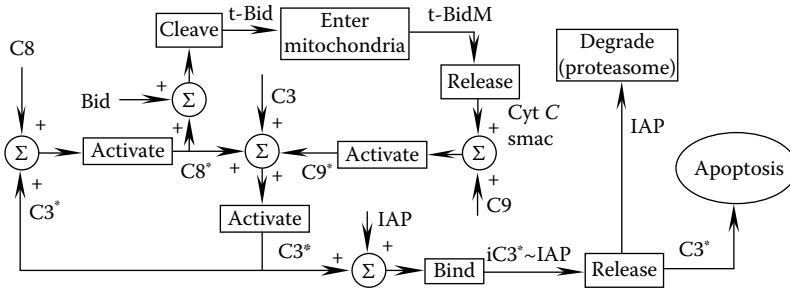 t-Bid
t-BidM
Cleave
Enter
mitochondria
Degrade
(proteasome)
C8
Release
+
Bid
Σ
C3
Cyt C
smac
IAP
+
+
+
+
Σ
+
Activate
C8*
+
Σ
+
C9*
Activate
Σ
+
C9
Apoptosis
+
C3*
+
Activate
IAP
C3*
+
+
Σ
+
Bind
iC3*~IAP
Release
C3*